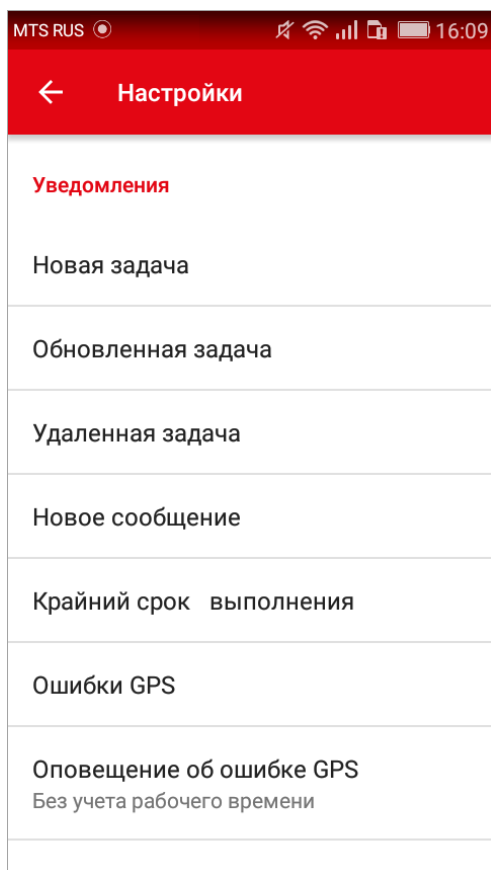 MTS RUS 16:09
Настройки
Уведомления
Новая задача
Обновленная задача
Удаленная задача
Новое сообщение
Крайний срок выполнения
Ошибки GPS
Оповещение об ошибке GPS
Без учета рабочего времени